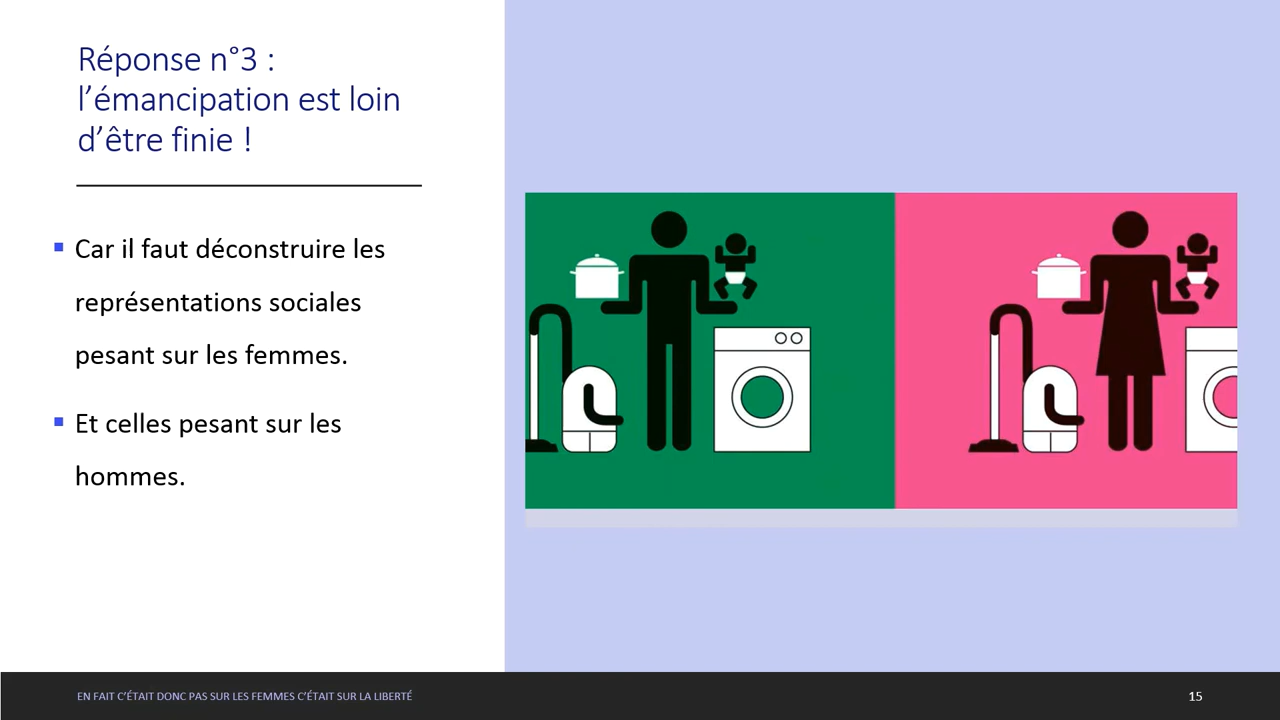 Réponse n°3 :
l’émancipation est loin
d’être finie !
Car il faut déconstruire les
représentations sociales
pesant sur les femmes.
Et celles pesant sur les
hommes.
EN FAIT C’ÉTAIT DONC PAS SUR LES FEMMES C’ÉTAIT SUR LA LIBERTÉ
15